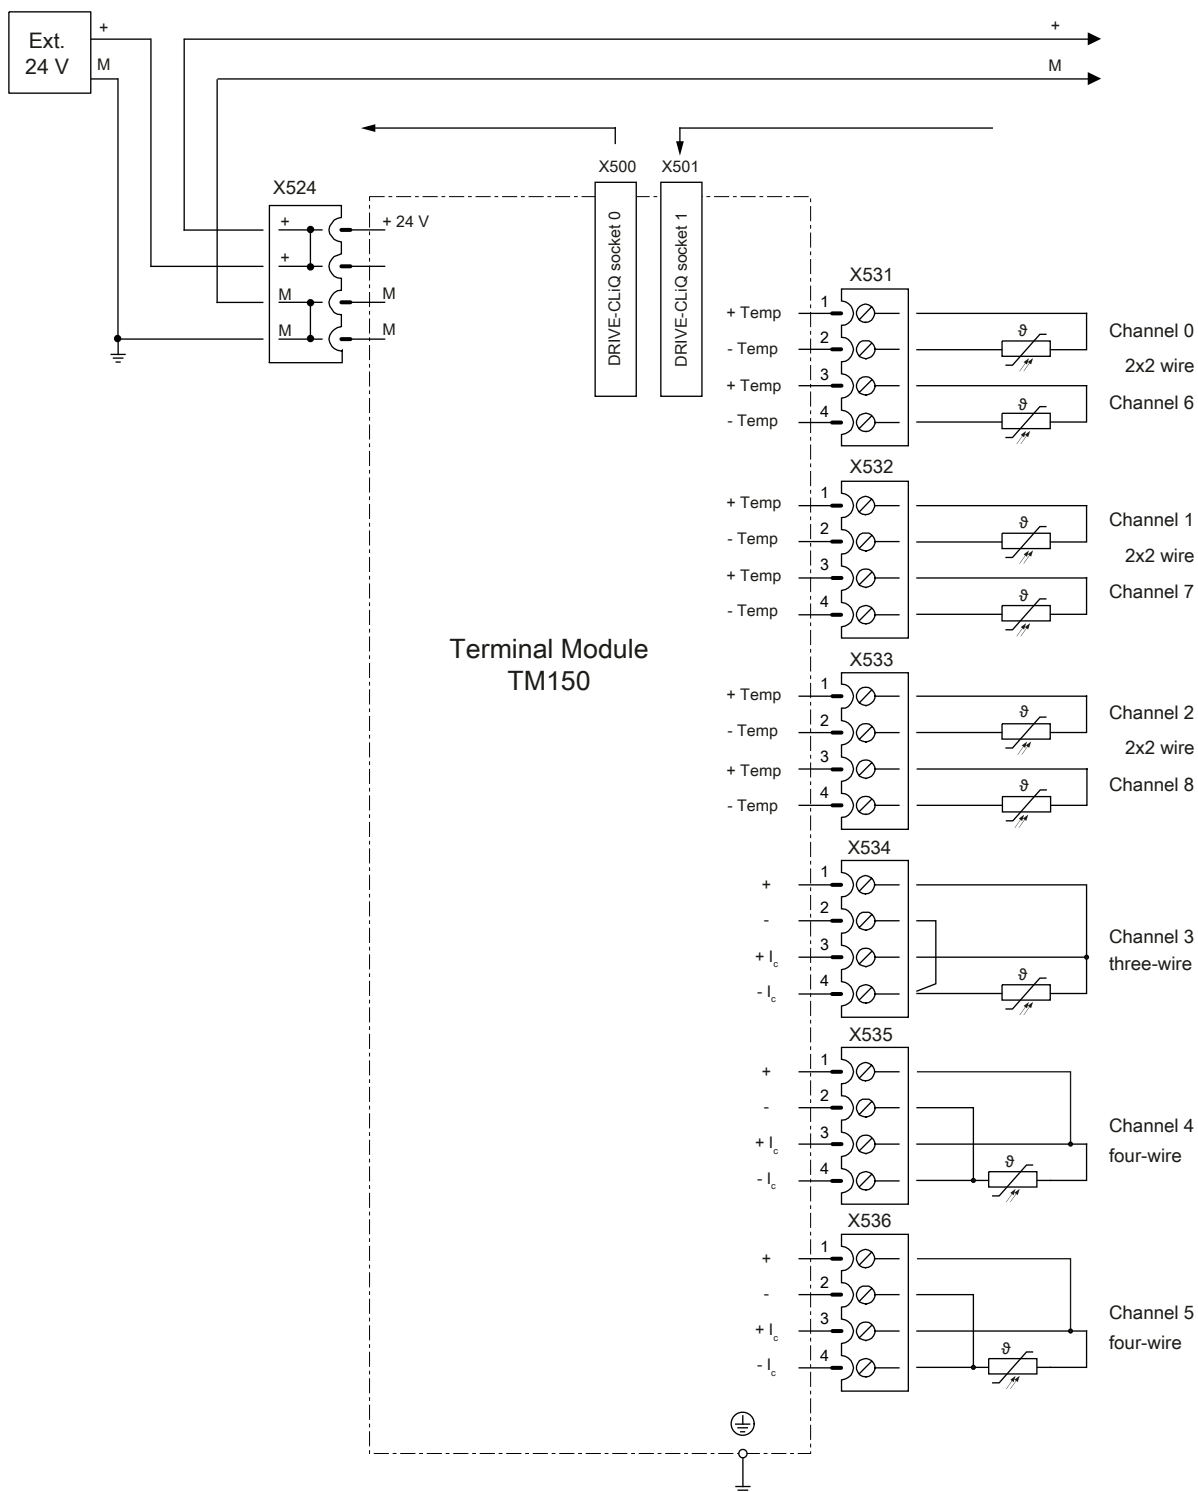 Ext.
24 V
+
M
+
M
X500
X501
X524
+
+
M
M
+ 24 V
M
M
DRIVE-CLiQ socket 0
DRIVE-CLiQ socket 1
Terminal Module
TM150
X531
+ Temp 1
- Temp 2
+ Temp 3
- Temp 4
ϑ
ϑ
Channel 0
2x2 wire
Channel 6
X532
+ Temp 1
- Temp 2
+ Temp 3
- Temp 4
ϑ
ϑ
Channel 1
2x2 wire
Channel 7
X533
+ Temp 1
- Temp 2
+ Temp 3
- Temp 4
ϑ
ϑ
Channel 2
2x2 wire
Channel 8
X534
+ 1
- 2
+ Ic 3
- Ic 4
ϑ
Channel 3
three-wire
X535
+ 1
- 2
+ Ic 3
- Ic 4
ϑ
Channel 4
four-wire
X536
+ 1
- 2
+ Ic 3
- Ic 4
ϑ
Channel 5
four-wire